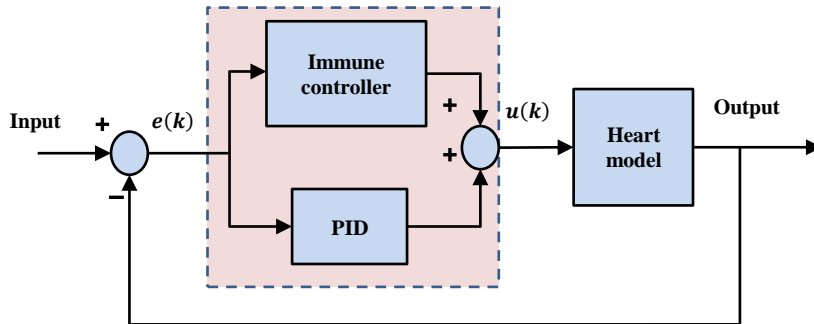 Immune
controller
Input
+
e(k)
+
u(k)
Output
+
Heart
model
−
PID